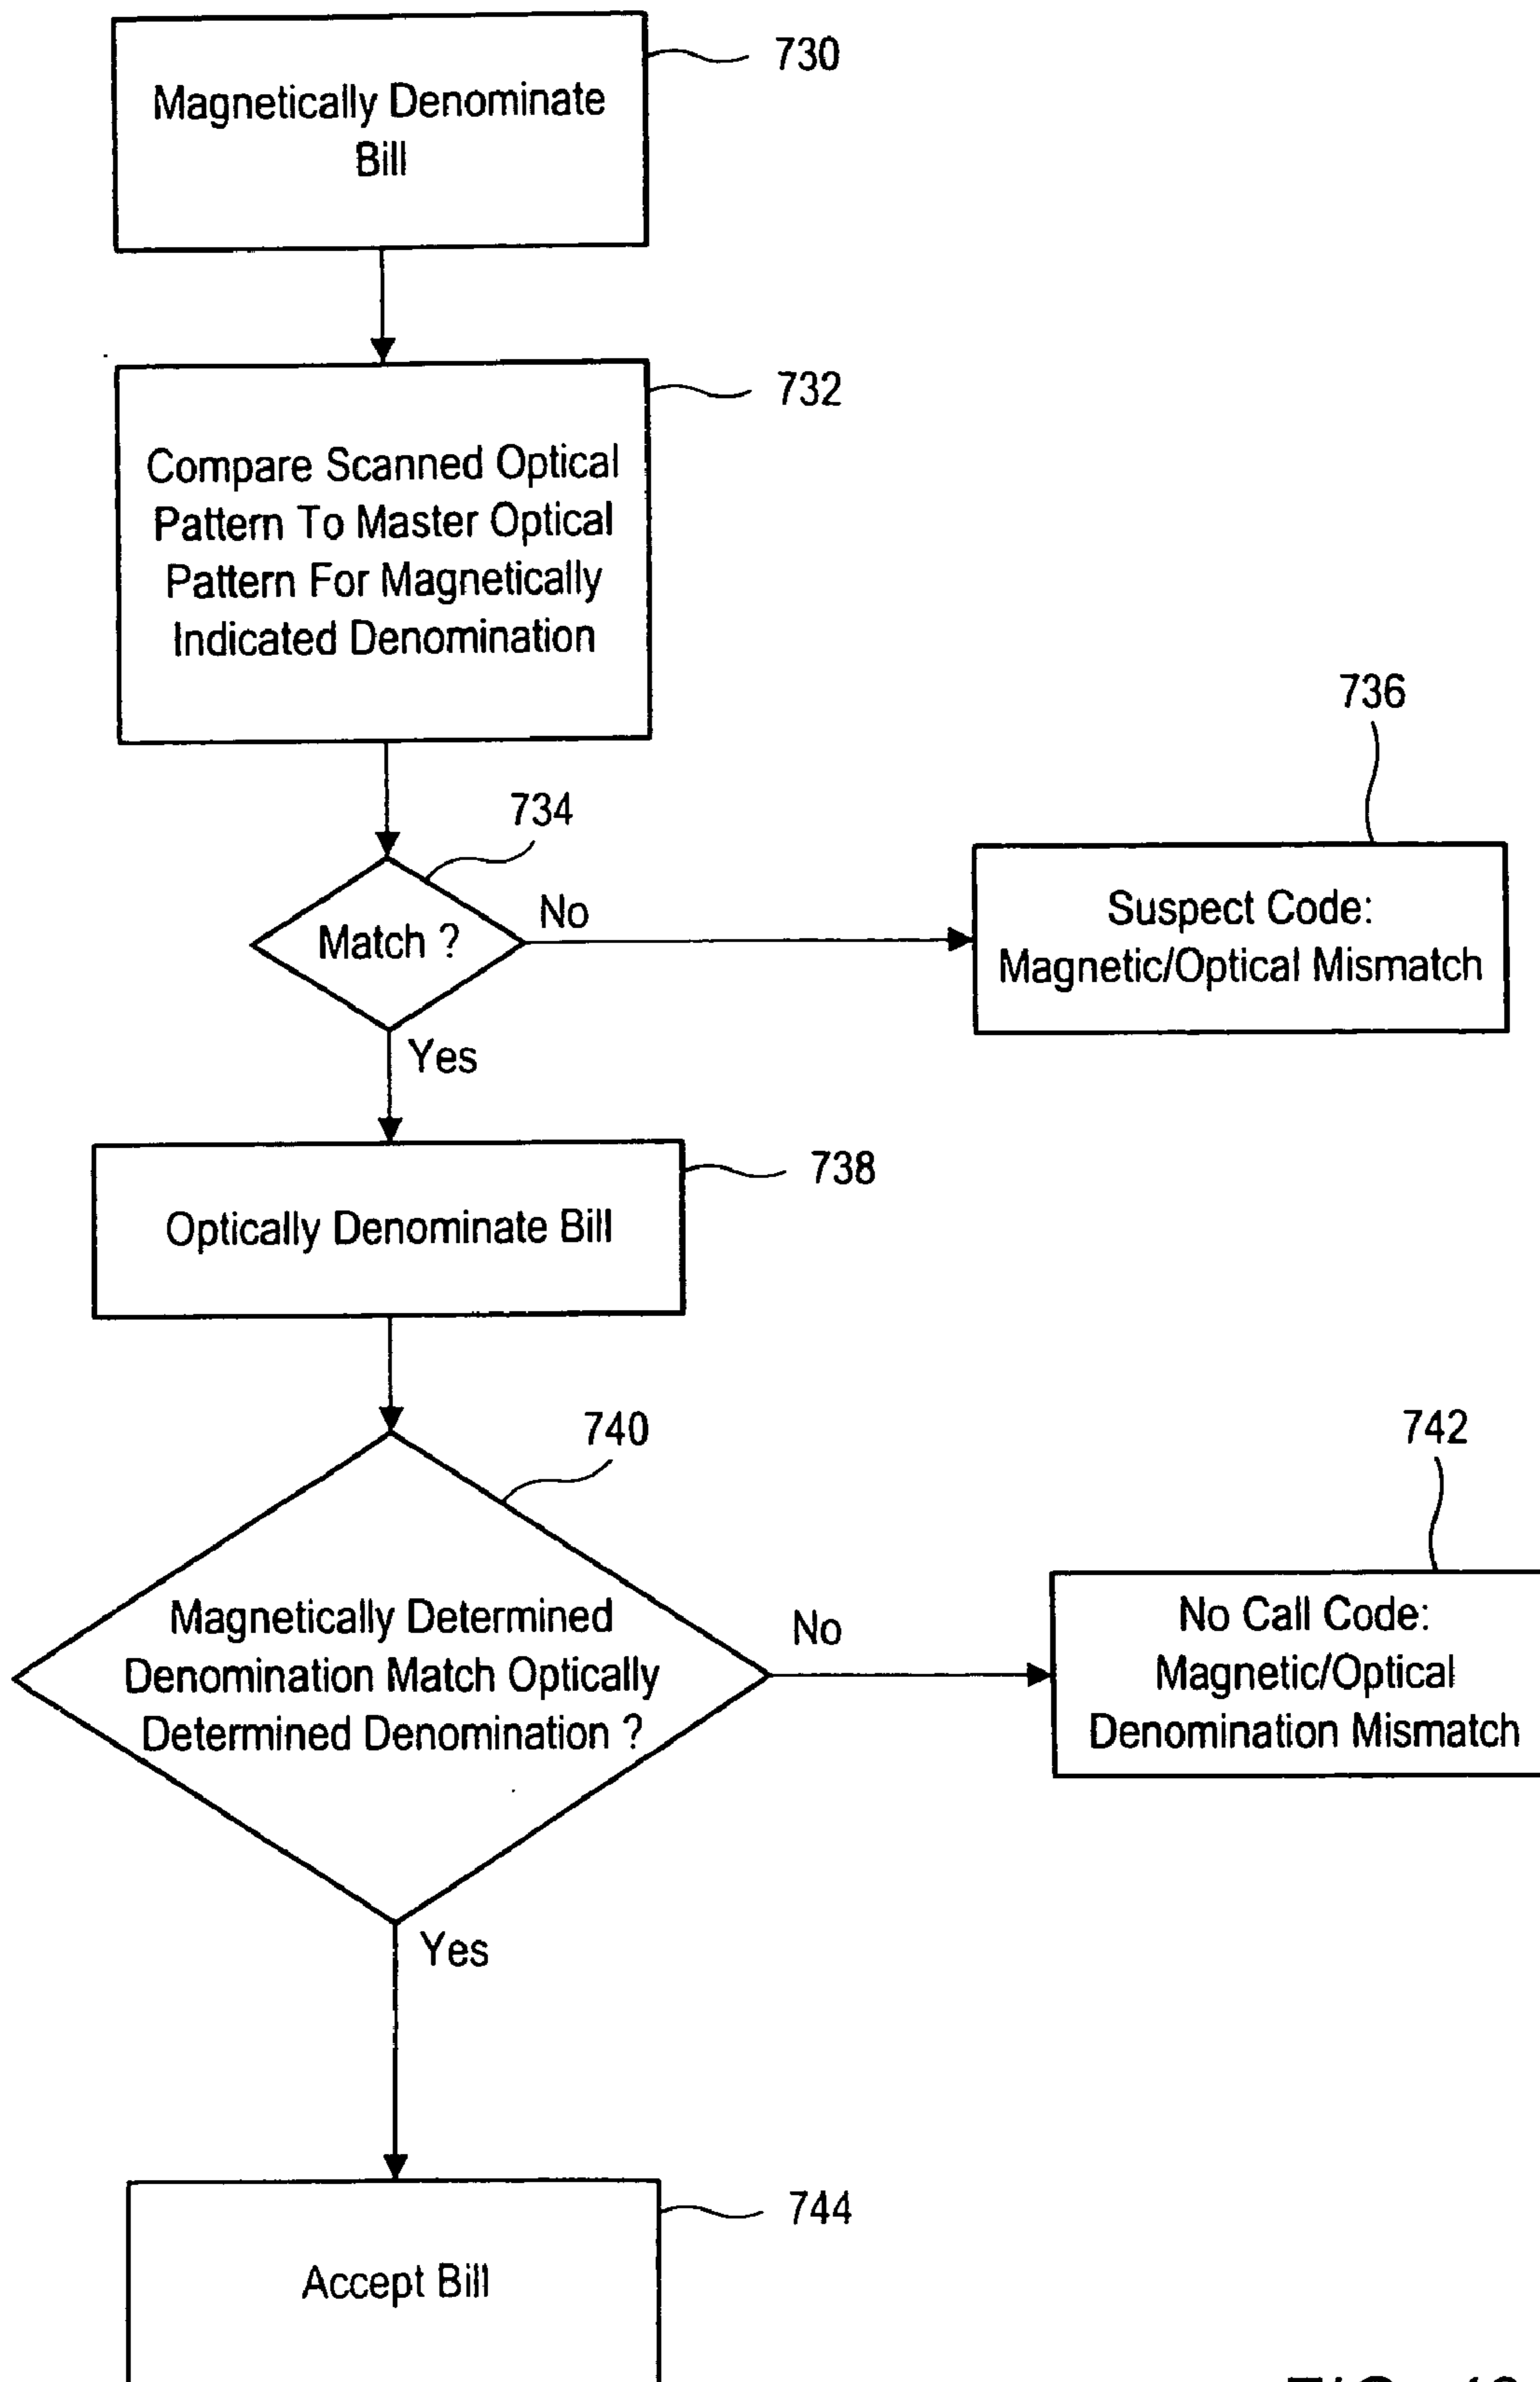 730
Magnetically Denominate
Bill
732
Compare Scanned Optical
Pattern To Master Optical
Pattern For Magnetically
Indicated Denomination
736
734
Match ?
No
Suspect Code:
Magnetic/Optical Mismatch
Yes
738
Optically Denominate Bill
740
742
Magnetically Determined
Denomination Match Optically
Determined Denomination ?
No
No Call Code:
Magnetic/Optical
Denomination Mismatch
Yes
744
Accept Bill